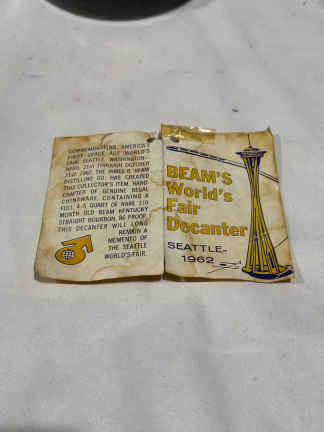 COMMEMORATING AMERICA'S
FIRST SPACE AGE WORLD'S
FAIR, SEATTLE, WASHINGTON—
APRIL 21st THROUGH OCTOBER
21st 1962, THE JAMES B. BEAM
DISTILLING CO. HAS CREATED
THIS COLLECTOR'S ITEM. HAND
CRAFTED OF GENUINE REGAL
CHINAWARE, CONTAINING A
FULL 4/5 QUART OF RARE 110
MONTH OLD BEAM KENTUCKY
STRAIGHT BOURBON, 86 PROOF.
THIS DECANTER WILL LONG
REMAIN A
MEMENTO OF
THE SEATTLE
WORLD'S FAIR.
BEAM'S
World's
Fair
Decanter
SEATTLE-
1962